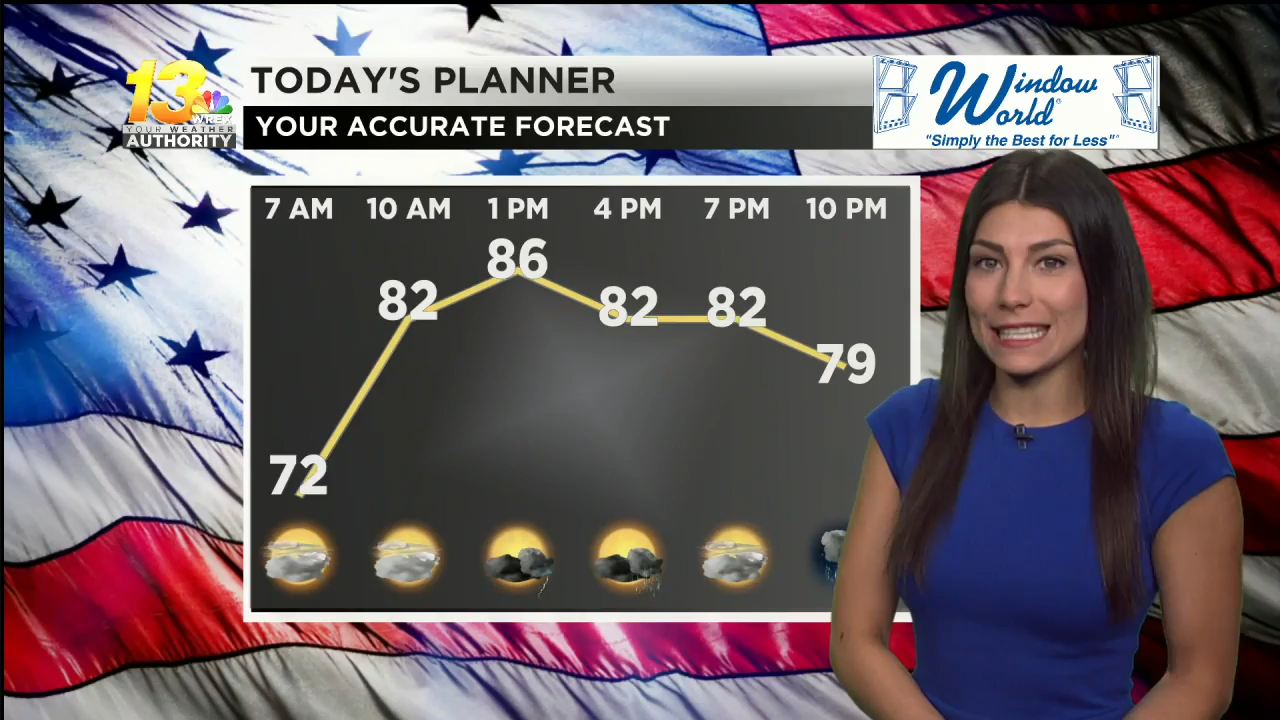 13
WREX
YOUR WEATHER
AUTHORITY
TODAY'S PLANNER
YOUR ACCURATE FORECAST
Window
World®
"Simply the Best for Less"®
7 AM 10 AM 1 PM 4 PM 7 PM 10 PM
72 82 86 82 82 79